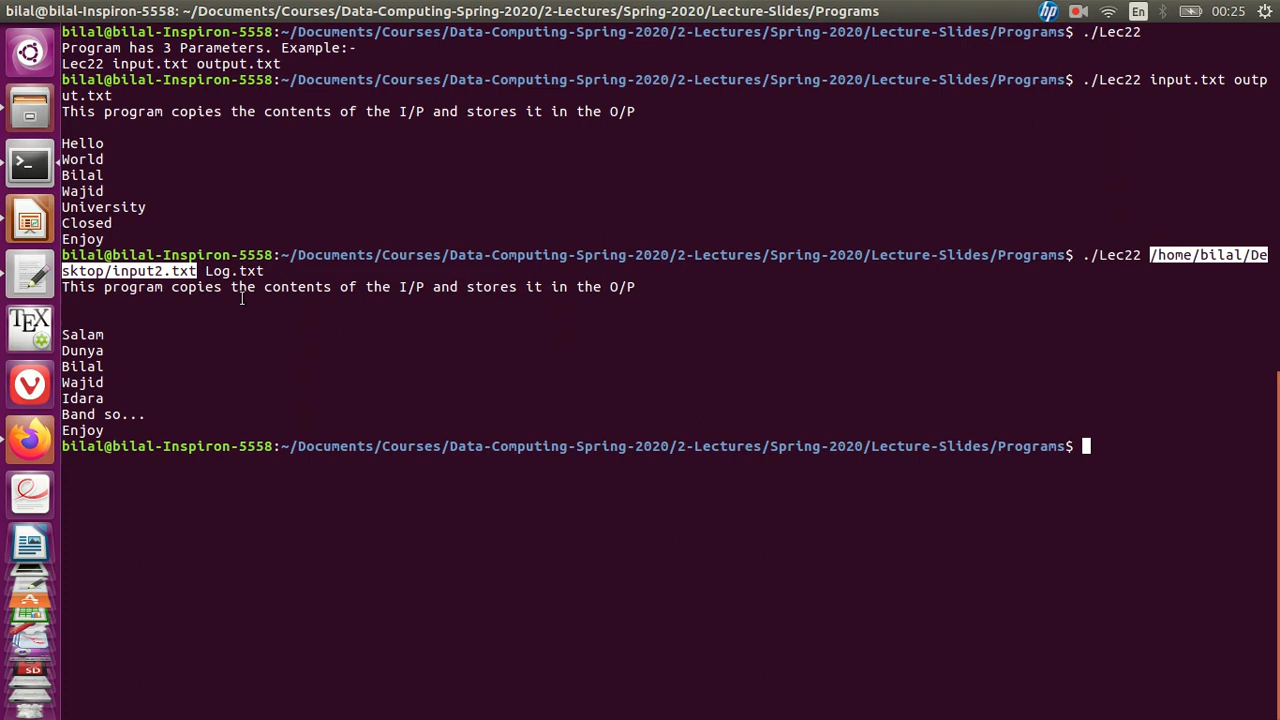 bilal@bilal-Inspiron-5558: ~/Documents/Courses/Data-Computing-Spring-2020/2-Lectures/Spring-2020/Lecture-Slides/Programs
hp
En
00:25
bilal@bilal-Inspiron-5558:~/Documents/Courses/Data-Computing-Spring-2020/2-Lectures/Spring-2020/Lecture-Slides/Programs$ ./Lec22
Program has 3 Parameters. Example:-
Lec22 input.txt output.txt
bilal@bilal-Inspiron-5558:~/Documents/Courses/Data-Computing-Spring-2020/2-Lectures/Spring-2020/Lecture-Slides/Programs$ ./Lec22 input.txt outp
ut.txt
This program copies the contents of the I/P and stores it in the O/P
Hello
World
Bilal
Wajid
University
Closed
Enjoy
bilal@bilal-Inspiron-5558:~/Documents/Courses/Data-Computing-Spring-2020/2-Lectures/Spring-2020/Lecture-Slides/Programs$ ./Lec22 /home/bilal/De
sktop/input2.txt Log.txt
This program copies the contents of the I/P and stores it in the O/P
Salam
Dunya
Bilal
Wajid
Idara
Band so...
Enjoy
bilal@bilal-Inspiron-5558:~/Documents/Courses/Data-Computing-Spring-2020/2-Lectures/Spring-2020/Lecture-Slides/Programs$
>_
TEX
SD